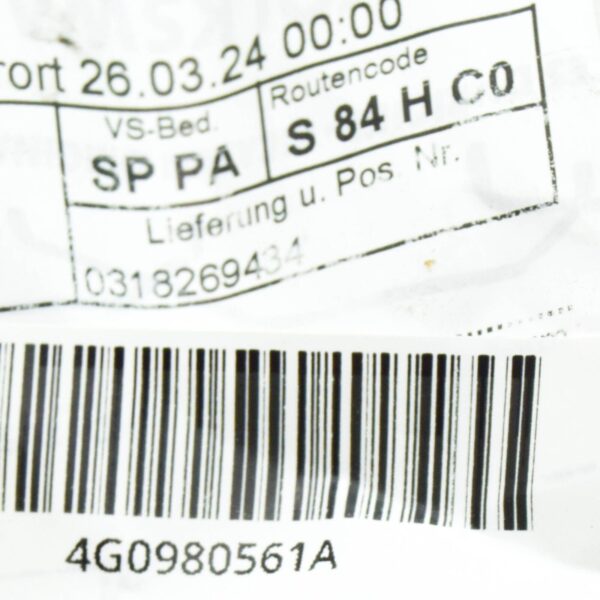 rort 26.03.24 00:00
VS-Bed.
Routencode
SP PA
S 84 H C0
Lieferung u. Pos. Nr.
0318269434
4G0980561A